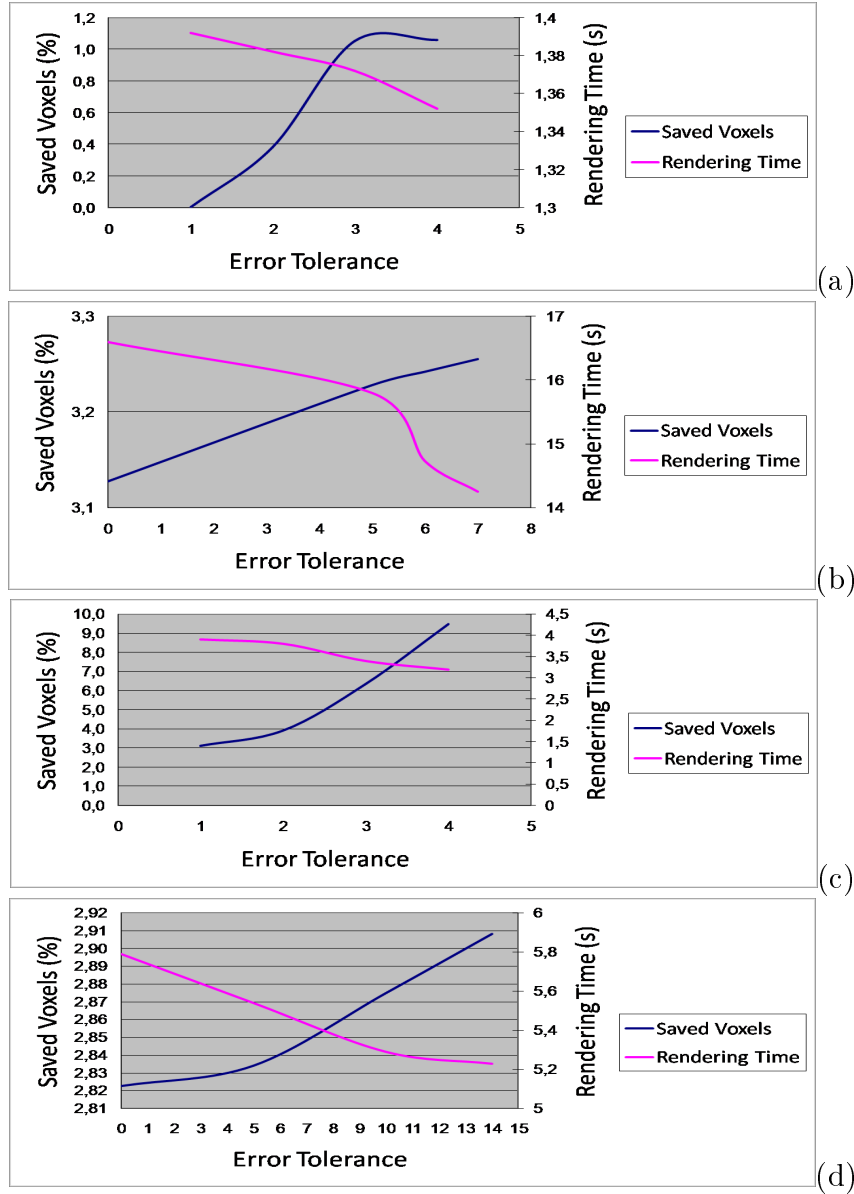 1,2
1,0
0,8
0,6
0,4
0,2
0,0
Saved Voxels (%)
0 1 2 3 4 5
Error Tolerance
1,4
1,38
1,36
1,34
1,32
1,3
Rendering Time (s)
Saved Voxels
Rendering Time
(a)
3,3
3,2
3,1
Saved Voxels (%)
0 1 2 3 4 5 6 7 8
Error Tolerance
17
16
15
14
Rendering Time (s)
Saved Voxels
Rendering Time
(b)
10,0
9,0
8,0
7,0
6,0
5,0
4,0
3,0
2,0
1,0
0,0
Saved Voxels (%)
0 1 2 3 4 5
Error Tolerance
4,5
4
3,5
3
2,5
2
1,5
1
0,5
0
Rendering Time (s)
Saved Voxels
Rendering Time
(c)
2,92
2,91
2,90
2,89
2,88
2,87
2,86
2,85
2,84
2,83
2,82
2,81
Saved Voxels (%)
0 1 2 3 4 5 6 7 8 9 10 11 12 13 14 15
Error Tolerance
6
5,8
5,6
5,4
5,2
5
Rendering Time (s)
Saved Voxels
Rendering Time
(d)